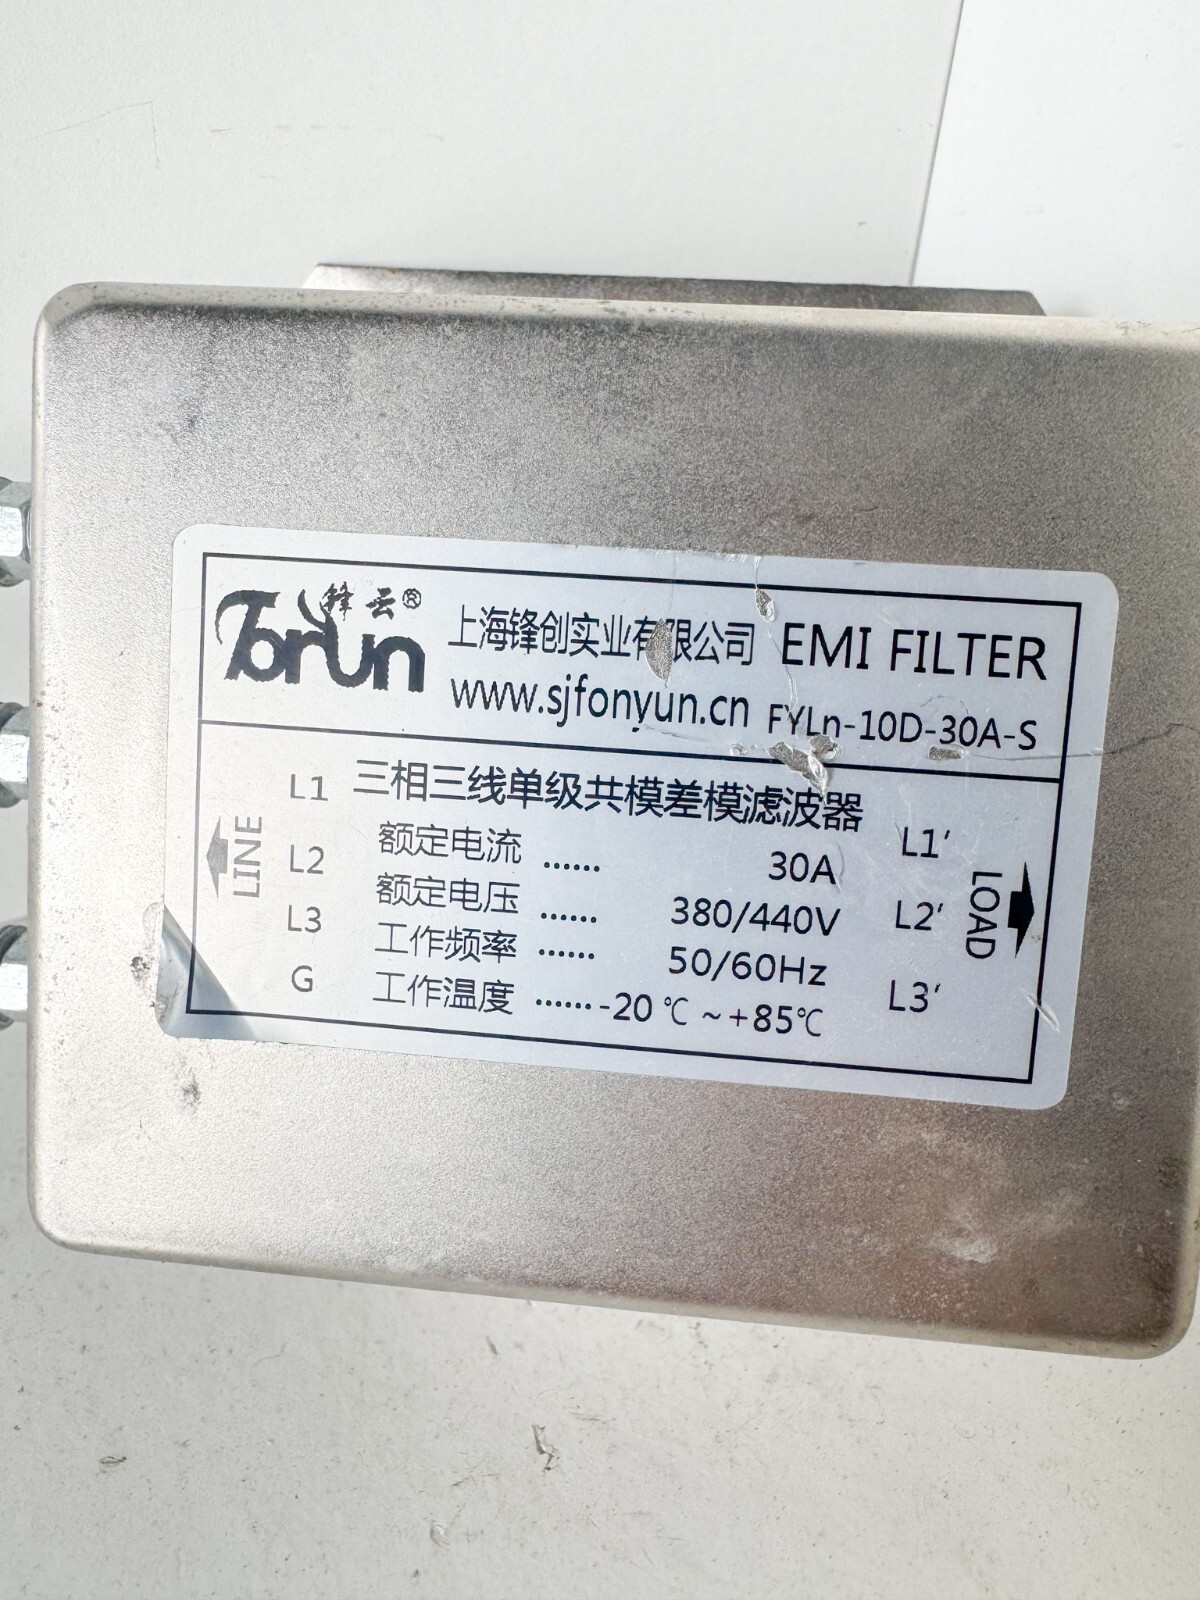 锋云®
Fonyun
上海锋创实业有限公司 EMI FILTER
www.sjfonyun.cn FYLn-10D-30A-S
三相三线单级共模差模滤波器
额定电流 ...... 30A
额定电压 ...... 380/440V
工作频率 ...... 50/60Hz
工作温度 ...... -20℃ ~ +85℃
LINE
L1
L2
L3
G
L1'
L2'
L3'
LOAD